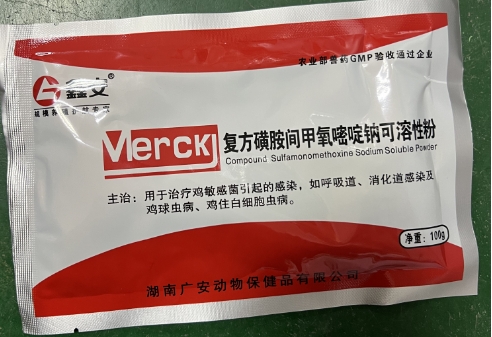 农业部兽药GMP验收通过企业
鑫安®
Merck
复方磺胺间甲氧嘧啶钠可溶性粉
Compound Sulfamonomethoxine Sodium Soluble Powder
主治：用于治疗鸡敏感菌引起的感染，如呼吸道、消化道感染及
鸡球虫病、鸡住白细胞虫病。
净重：100g
湖南广安动物保健品有限公司